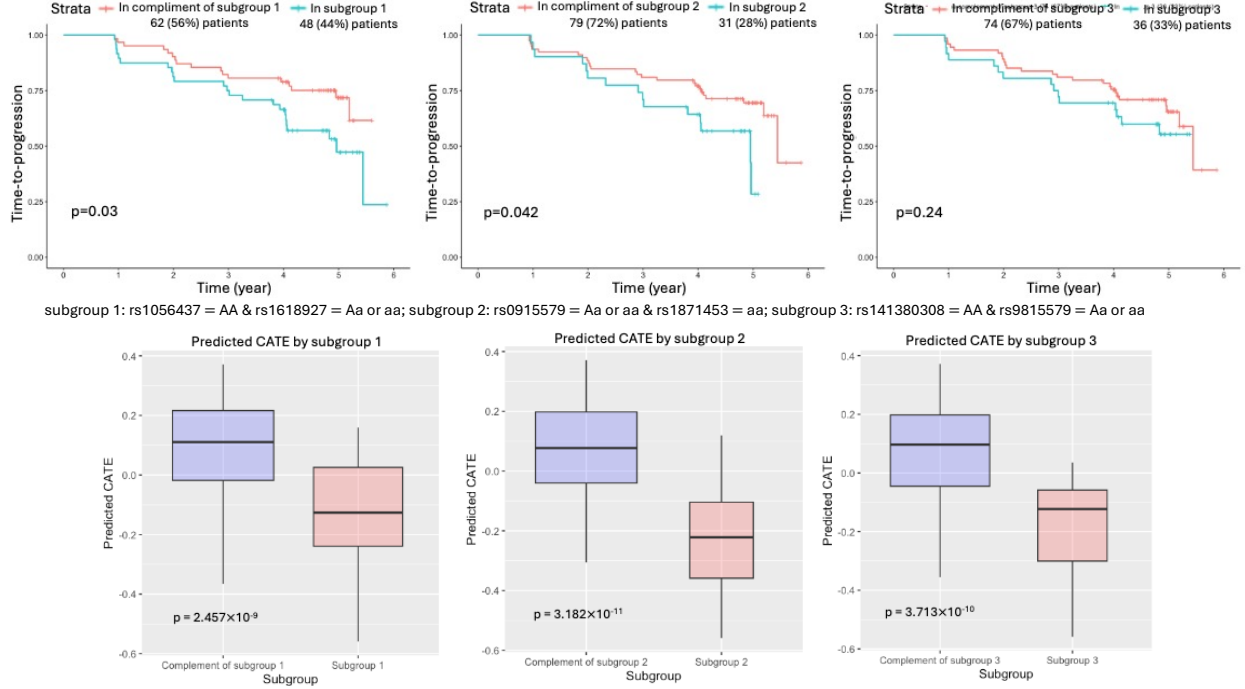 Strata In compliment of subgroup 1 In subgroup 1
62 (56%) patients 48 (44%) patients
Time-to-progression
1.00
0.75
0.50
0.25
0.00
p=0.03
0 1 2 3 4 5 6
Time (year)
Strata In compliment of subgroup 2 In subgroup 2
79 (72%) patients 31 (28%) patients
Time-to-progression
1.00
0.75
0.50
0.25
0.00
p=0.042
0 1 2 3 4 5 6
Time (year)
Strata In compliment of subgroup 3 In subgroup 3
74 (67%) patients 36 (33%) patients
Time-to-progression
1.00
0.75
0.50
0.25
0.00
p=0.24
0 1 2 3 4 5 6
Time (year)
subgroup 1: rs1056437 = AA & rs1618927 = Aa or aa; subgroup 2: rs0915579 = Aa or aa & rs1871453 = aa; subgroup 3: rs141380308 = AA & rs9815579 = Aa or aa
Predicted CATE by subgroup 1
Predicted CATE
0.4
0.2
0.0
-0.2
-0.4
-0.6
p = 2.457×10-9
Complement of subgroup 1 Subgroup 1
Subgroup
Predicted CATE by subgroup 2
Predicted CATE
0.4
0.2
0.0
-0.2
-0.4
-0.6
p = 3.182×10-11
Complement of subgroup 2 Subgroup 2
Subgroup
Predicted CATE by subgroup 3
Predicted CATE
0.4
0.2
0.0
-0.2
-0.4
-0.6
p = 3.713×10-10
Complement of subgroup 3 Subgroup 3
Subgroup